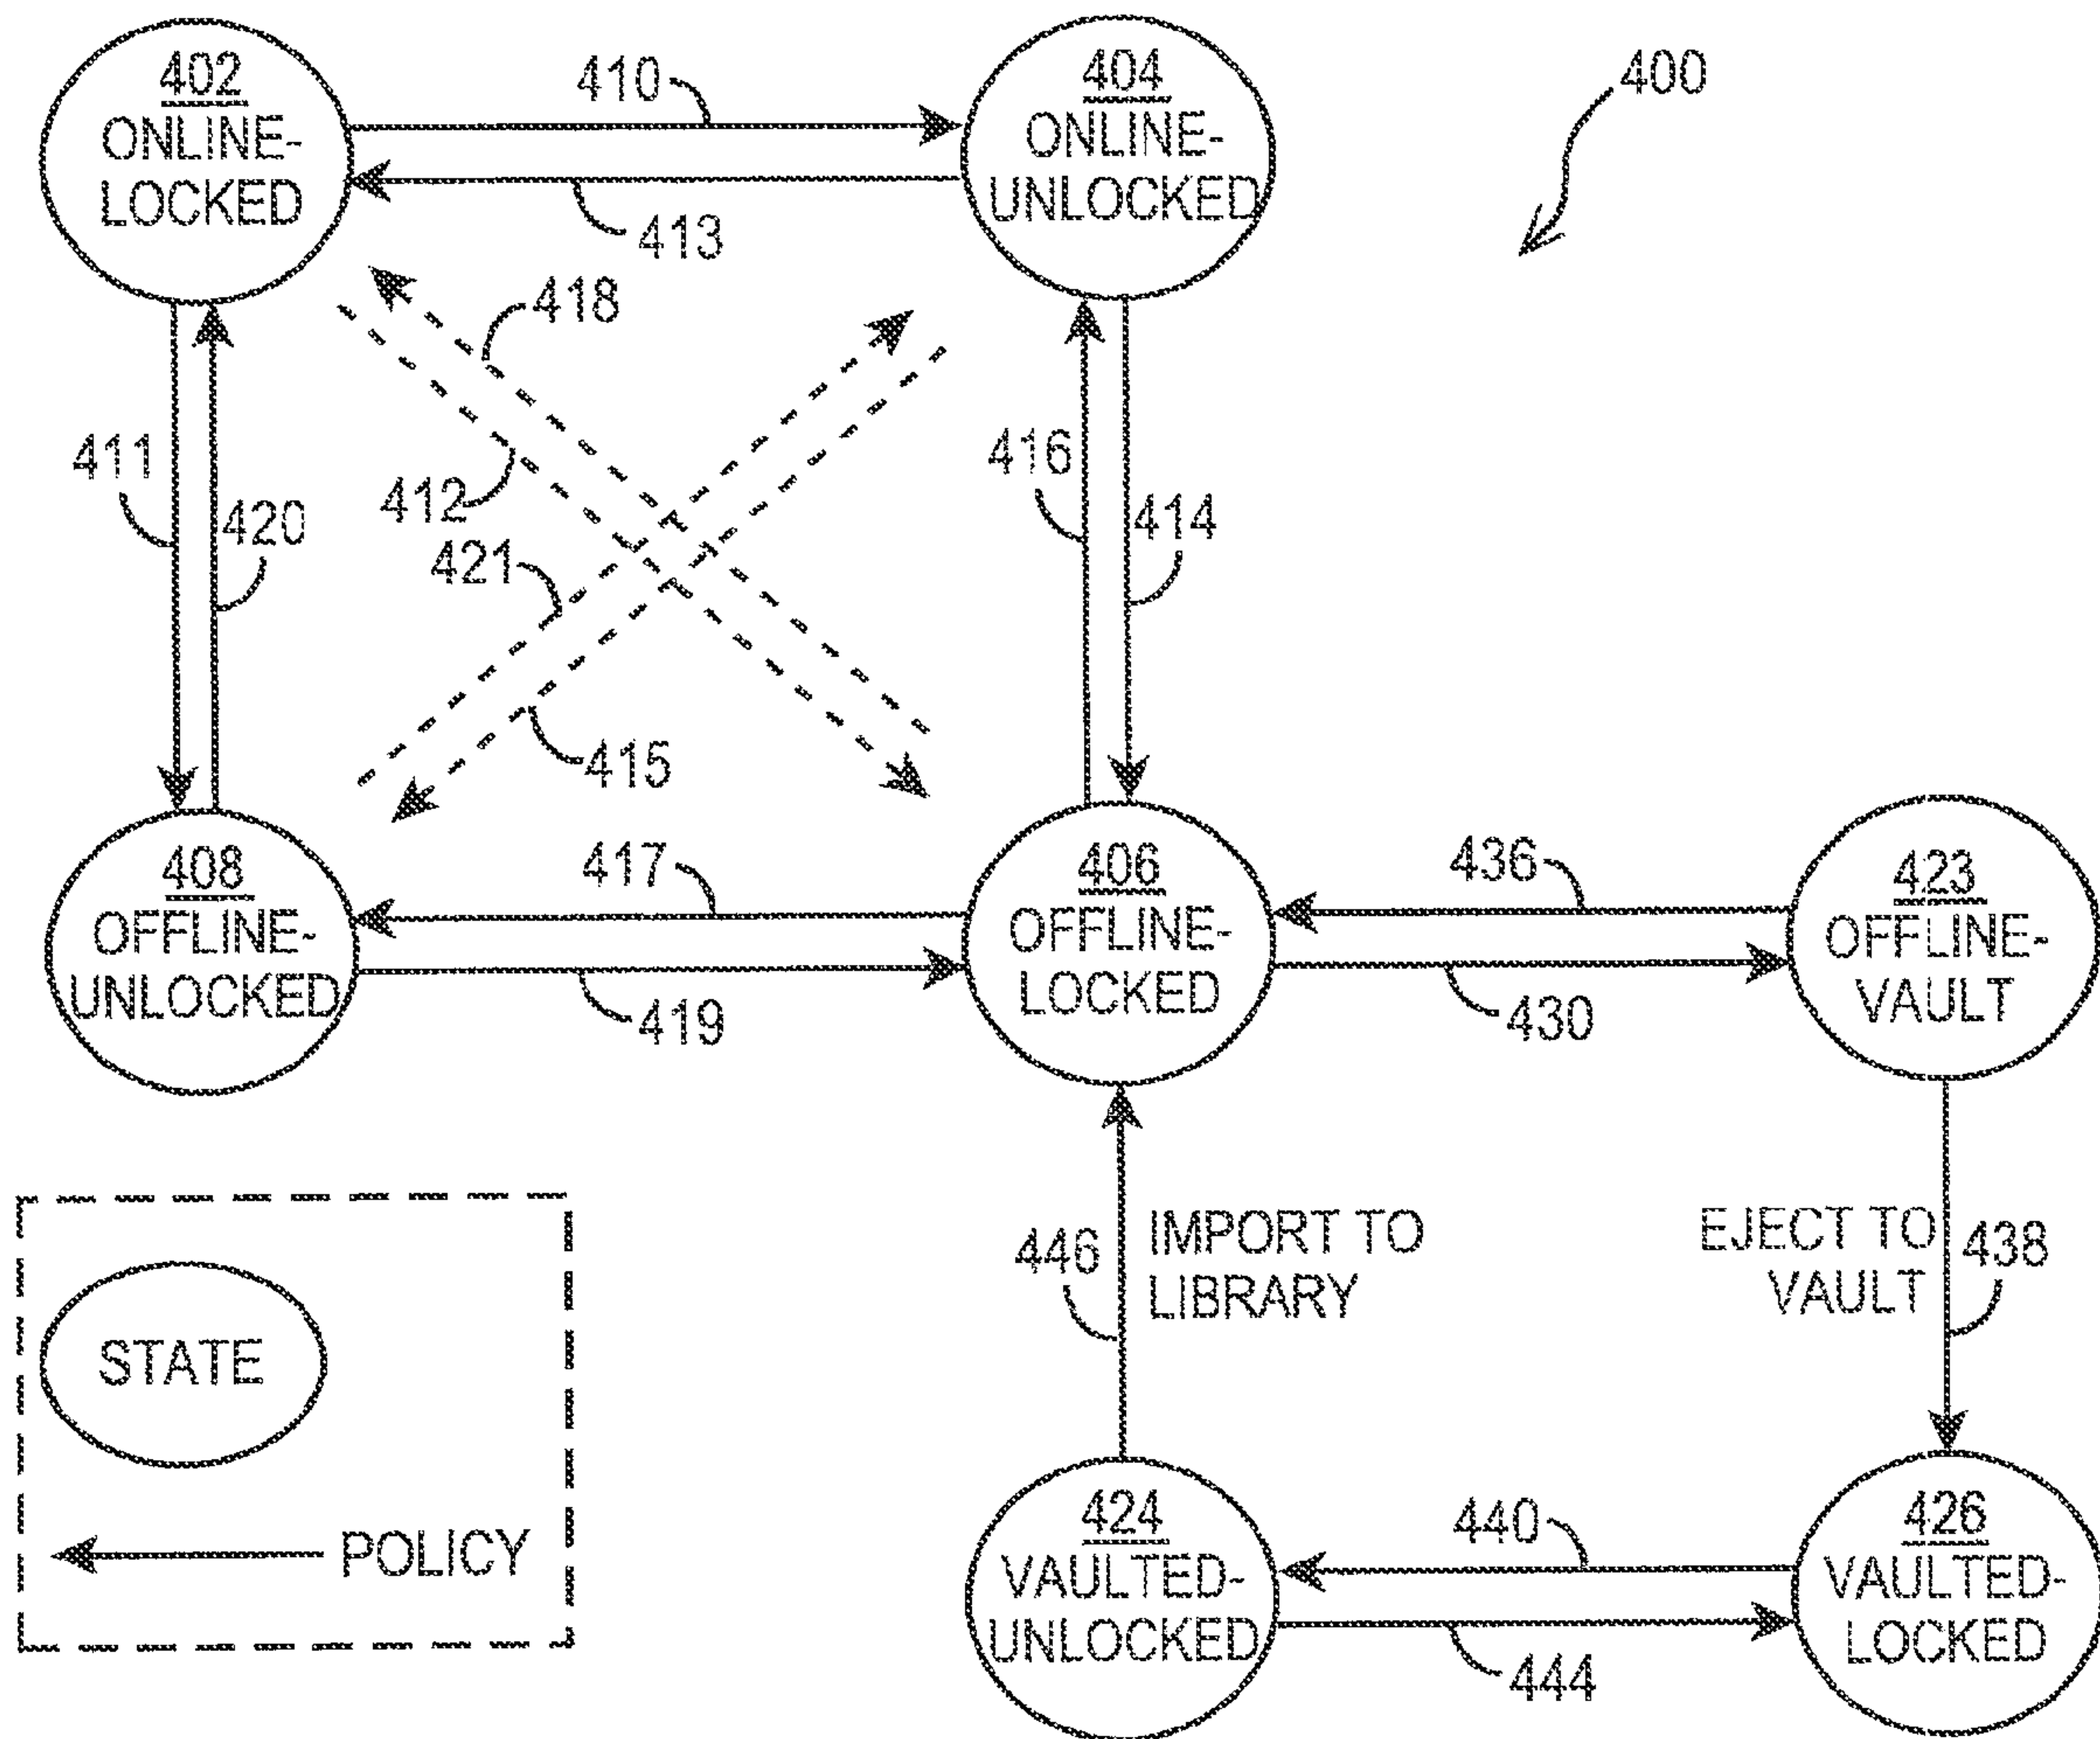 402
ONLINE-
LOCKED
410
404
ONLINE-
UNLOCKED
400
413
418
411
420
412
421
415
416
414
408
OFFLINE-
UNLOCKED
417
419
406
OFFLINE-
LOCKED
436
430
423
OFFLINE-
VAULT
446
IMPORT TO
LIBRARY
EJECT TO
VAULT
438
STATE
POLICY
424
VAULTED-
UNLOCKED
440
444
426
VAULTED-
LOCKED